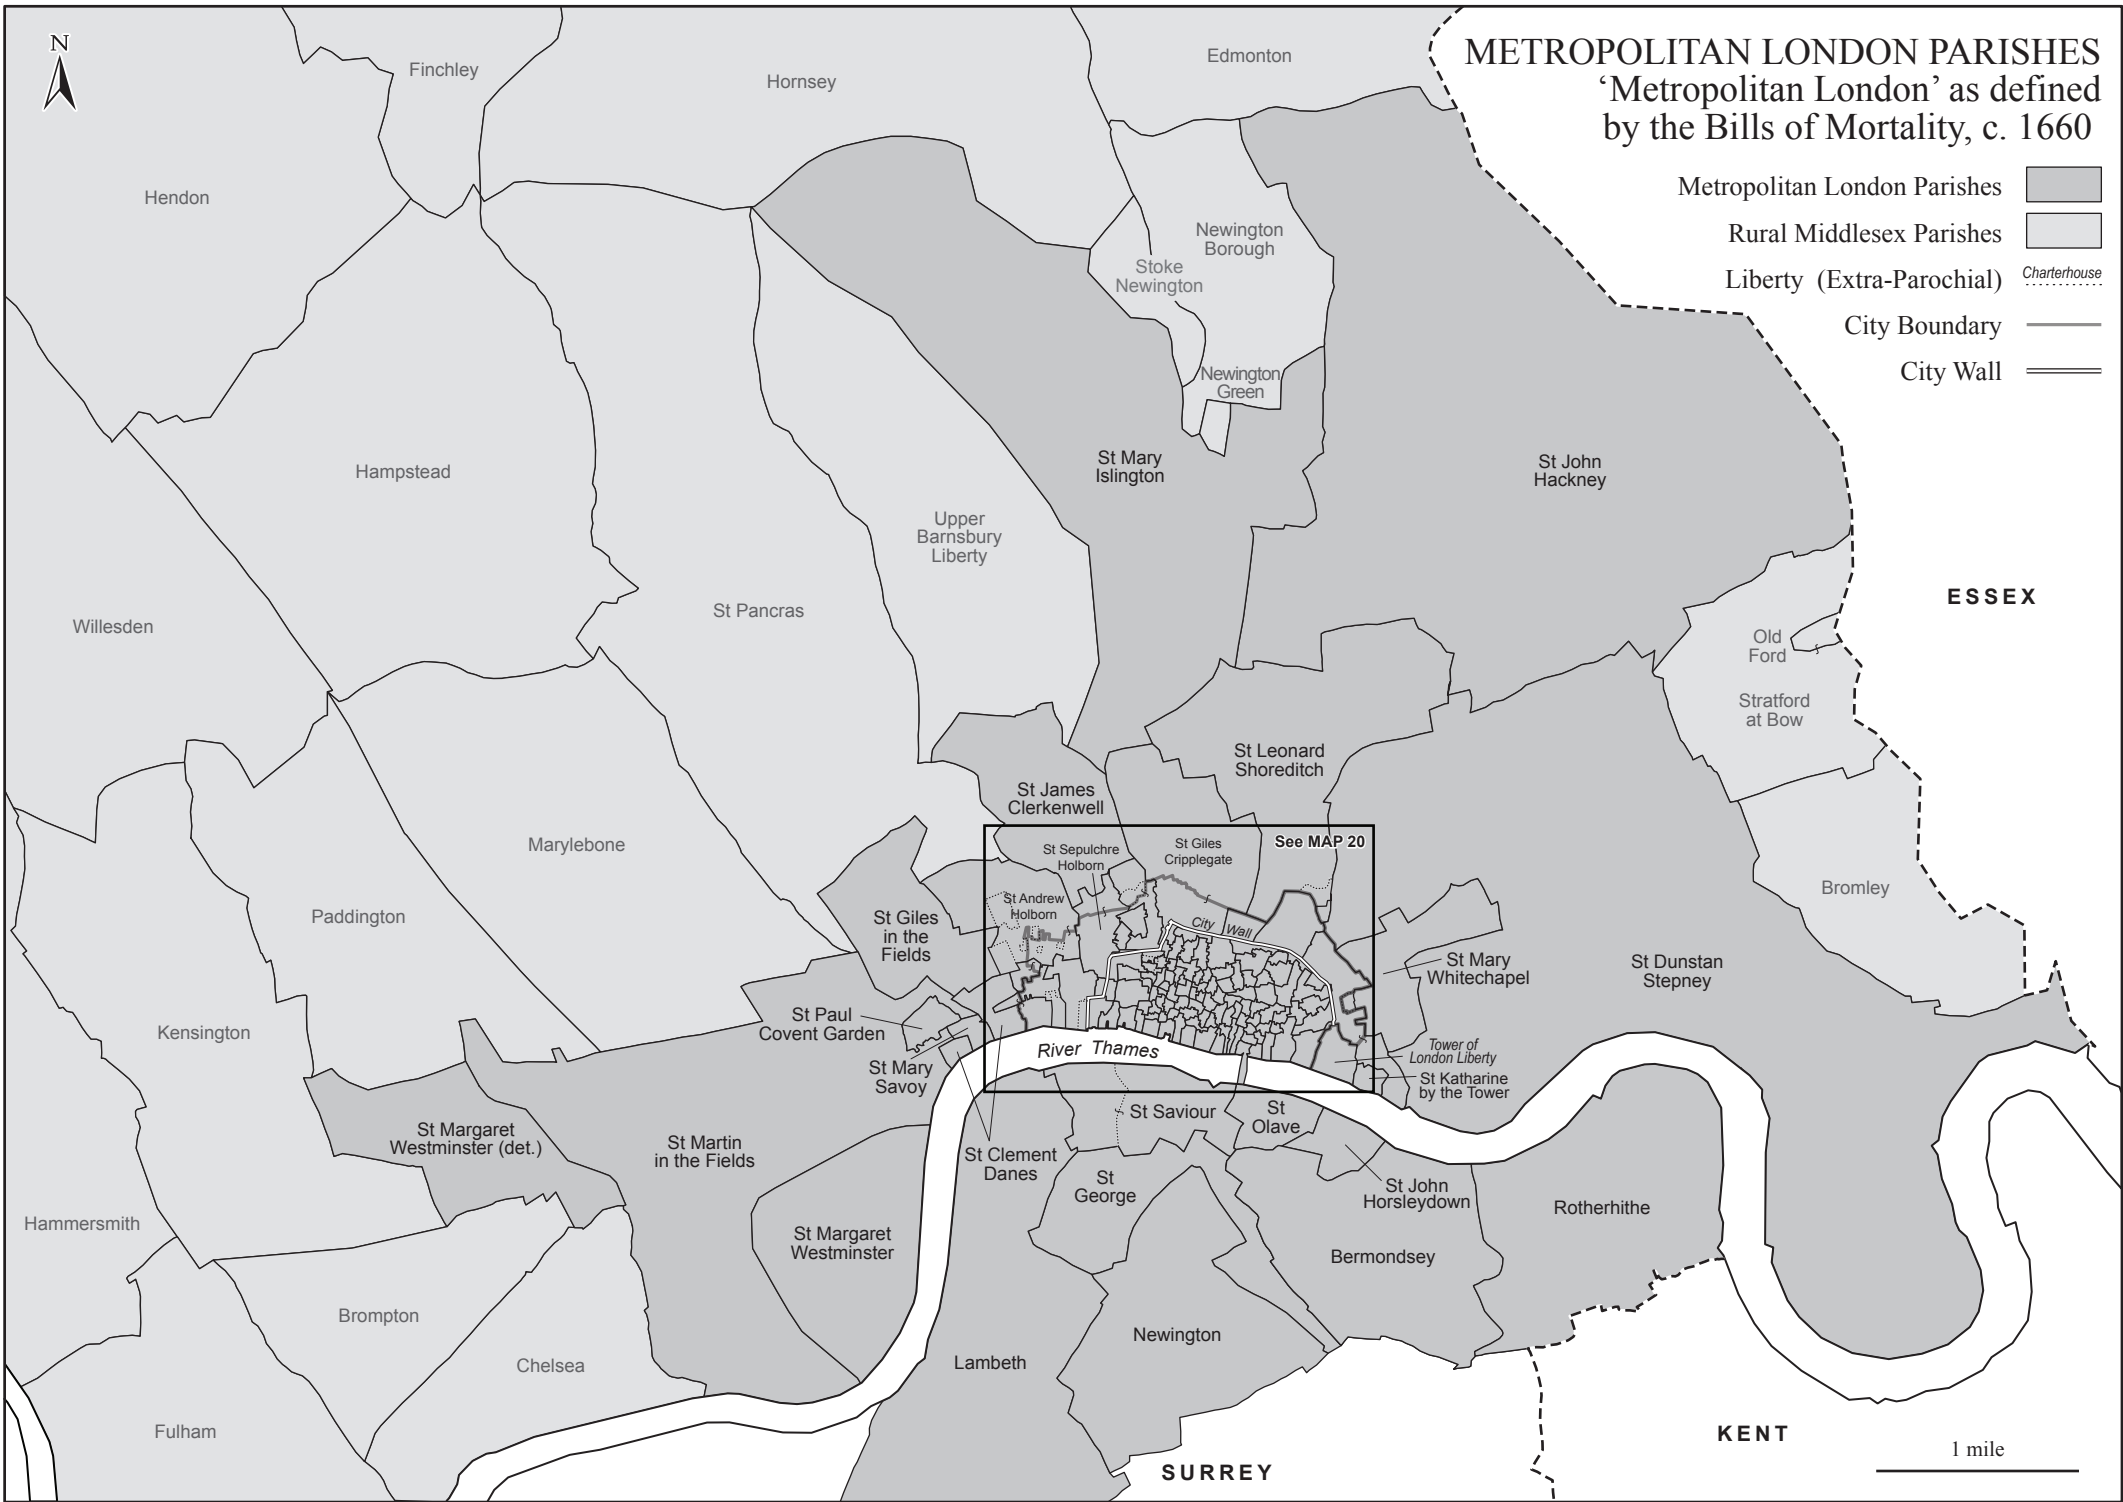 METROPOLITAN LONDON PARISHES
‘Metropolitan London’ as defined
by the Bills of Mortality, c. 1660
Metropolitan London Parishes
Rural Middlesex Parishes
Liberty (Extra-Parochial)
Charterhouse
City Boundary
City Wall
N
Finchley
Hornsey
Edmonton
Hendon
Newington
Borough
Stoke
Newington
Newington
Green
Hampstead
St Mary
Islington
St John
Hackney
Upper
Barnsbury
Liberty
ESSEX
Willesden
St Pancras
Old
Ford
Stratford
at Bow
St Leonard
Shoreditch
St James
Clerkenwell
Marylebone
See MAP 20
St Sepulchre
Holborn
St Giles
Cripplegate
Bromley
Paddington
St Giles
in the
Fields
St Andrew
Holborn
City Wall
St Mary
Whitechapel
St Dunstan
Stepney
Kensington
St Paul
Covent Garden
River Thames
Tower of
London Liberty
St Mary
Savoy
St Katharine
by the Tower
St Margaret
Westminster (det.)
St Martin
in the Fields
St Saviour
St
Olave
St Clement
Danes
St
George
St John
Horsleydown
Rotherhithe
Hammersmith
St Margaret
Westminster
Bermondsey
Brompton
Chelsea
Lambeth
Newington
Fulham
KENT
SURREY
1 mile